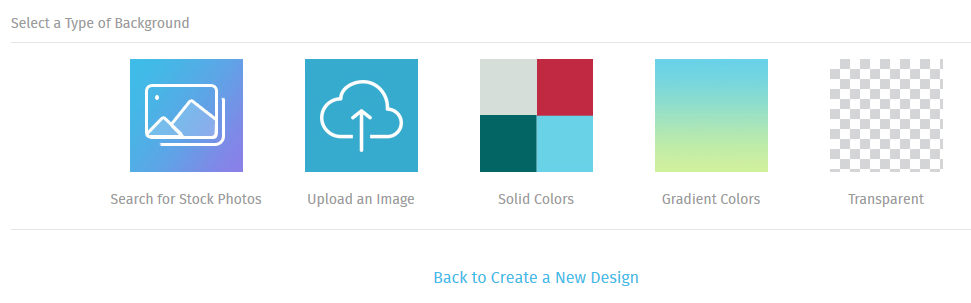 Select a Type of Background
Search for Stock Photos
Upload an Image
Solid Colors
Gradient Colors
Transparent
Back to Create a New Design